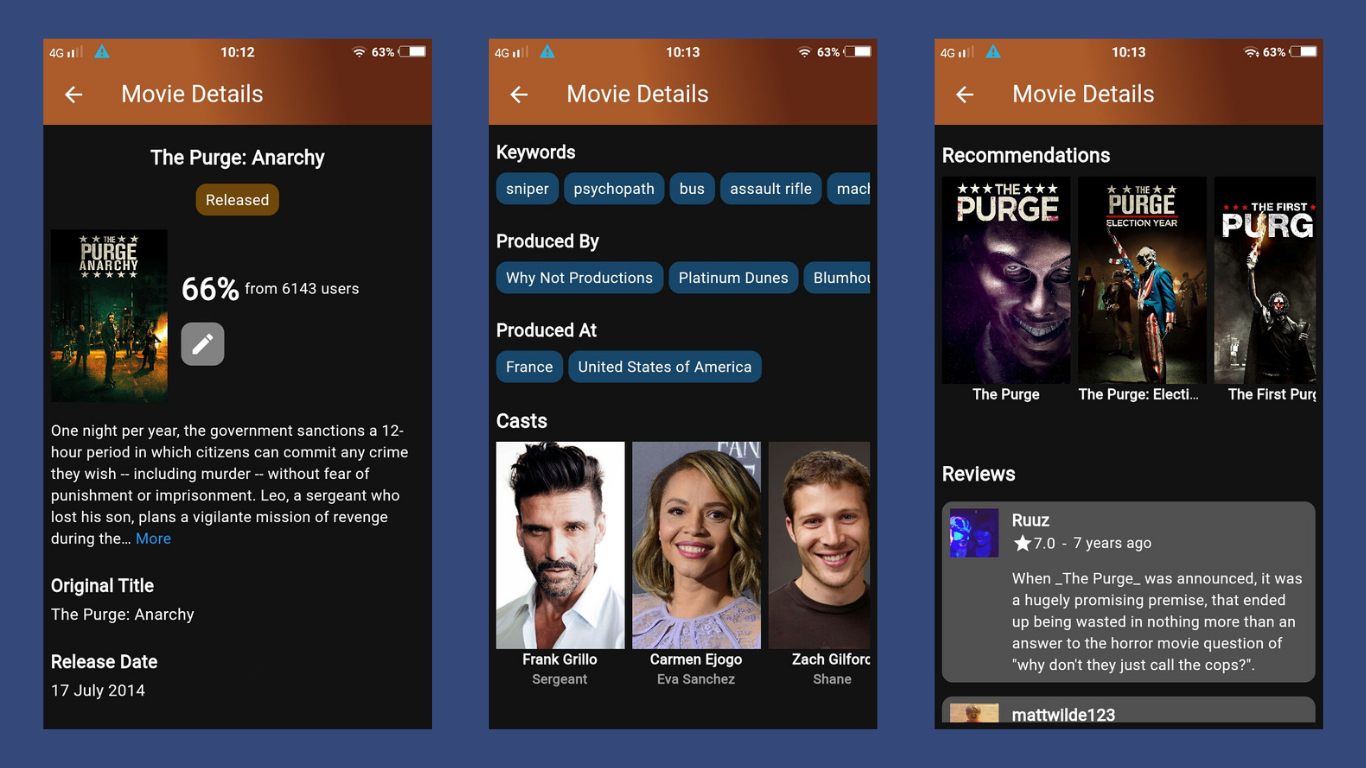 4G 10:12 63%
Movie Details
The Purge: Anarchy
Released
THE
PURGE
ANARCHY
66% from 6143 users
One night per year, the government sanctions a 12-
hour period in which citizens can commit any crime
they wish -- including murder -- without fear of
punishment or imprisonment. Leo, a sergeant who
lost his son, plans a vigilante mission of revenge
during the… More
Original Title
The Purge: Anarchy
Release Date
17 July 2014
4G 10:13 63%
Movie Details
Keywords
sniper psychopath bus assault rifle mach
Produced By
Why Not Productions Platinum Dunes Blumhou
Produced At
France United States of America
Casts
FAN
Frank Grillo Carmen Ejogo Zach Gilford
Sergeant Eva Sanchez Shane
4G 10:13 63%
Movie Details
Recommendations
THE
PURGE
THE
PURGE
ELECTION YEAR
THE FIRST
PURG
The Purge The Purge: Electi… The First Purg
Reviews
Ruuz
7.0 - 7 years ago
When _The Purge_ was announced, it was
a hugely promising premise, that ended
up being wasted in nothing more than an
answer to the horror movie question of
"why don't they just call the cops?".
mattwilde123